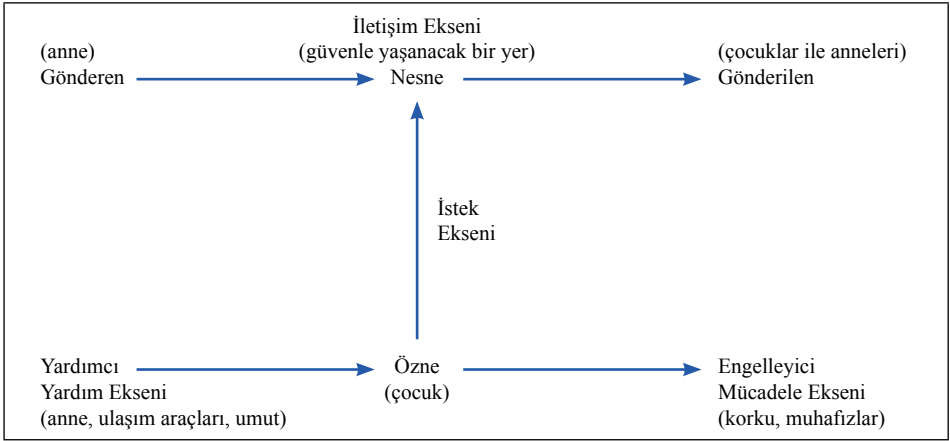 İletişim Ekseni
(anne) (güvenle yaşanacak bir yer) (çocuklar ile anneleri)
Gönderen Nesne Gönderilen
İstek
Ekseni
Yardımcı Özne Engelleyici
Yardım Ekseni (çocuk) Mücadele Ekseni
(anne, ulaşım araçları, umut) (korku, muhafızlar)